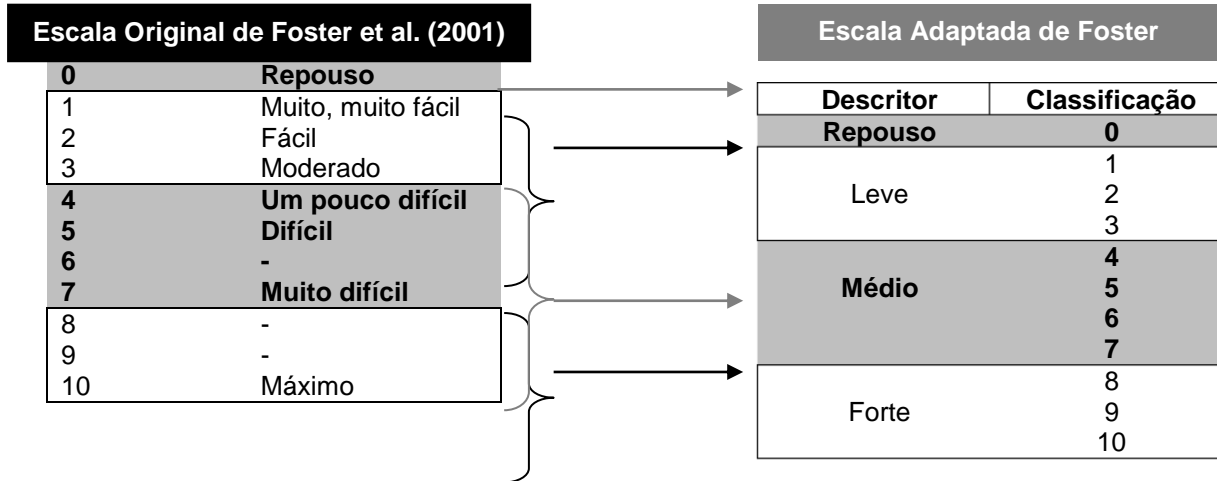 Escala Original de Foster et al. (2001)
0 Repouso
1 Muito, muito fácil
2 Fácil
3 Moderado
4 Um pouco difícil
5 Difícil
6 -
7 Muito difícil
8 -
9 -
10 Máximo
Escala Adaptada de Foster
Descritor Classificação
Repouso 0
1
Leve 2
3
4
Médio 5
6
7
8
Forte 9
10